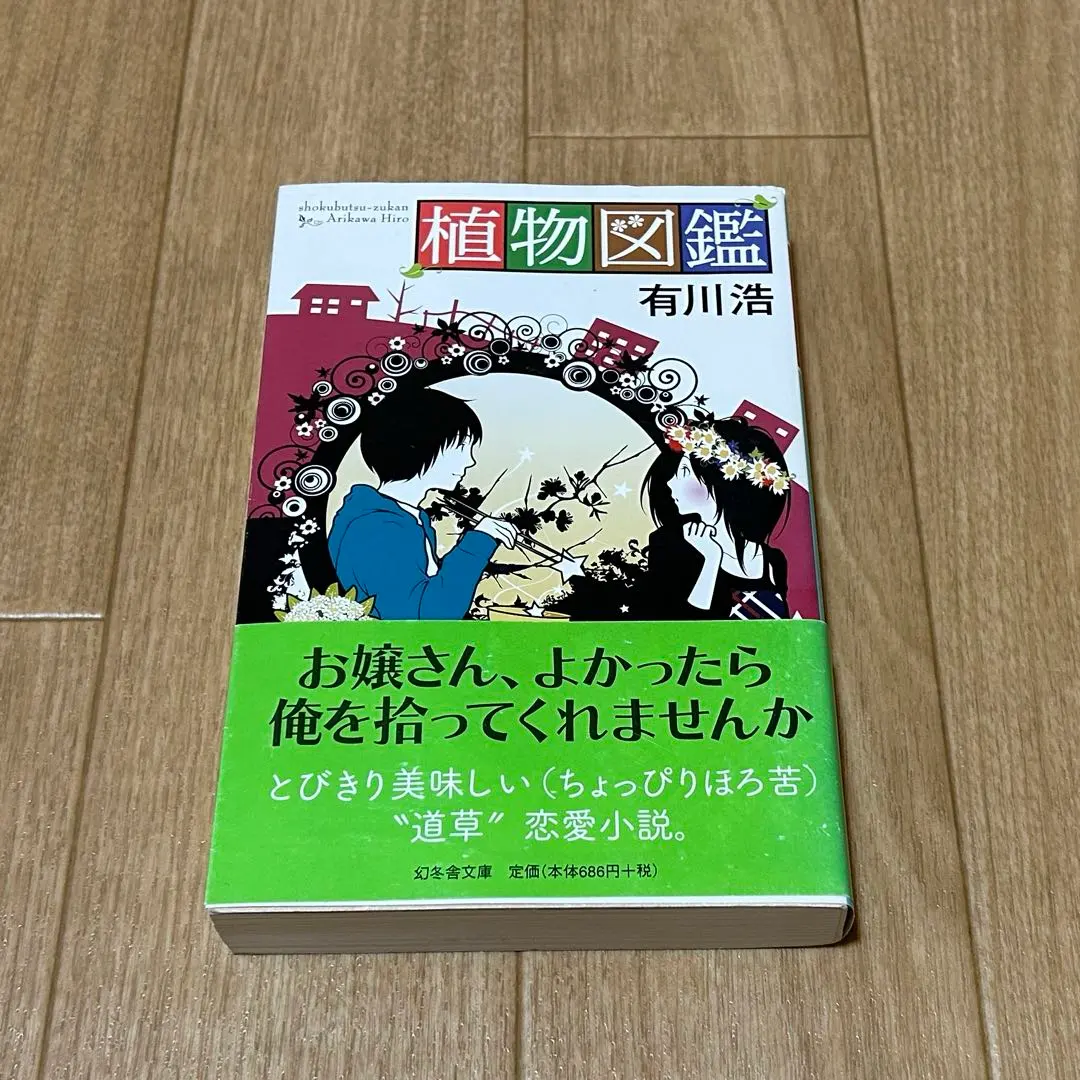 shokubutsu-zukan
Arikawa Hiro
植物図鑑
有川浩
お嬢さん、よかったら
俺を拾ってくれませんか
とびきり美味しい(ちょっぴりほろ苦)
〝道草〟恋愛小説。
幻冬舎文庫 定価(本体686円+税)